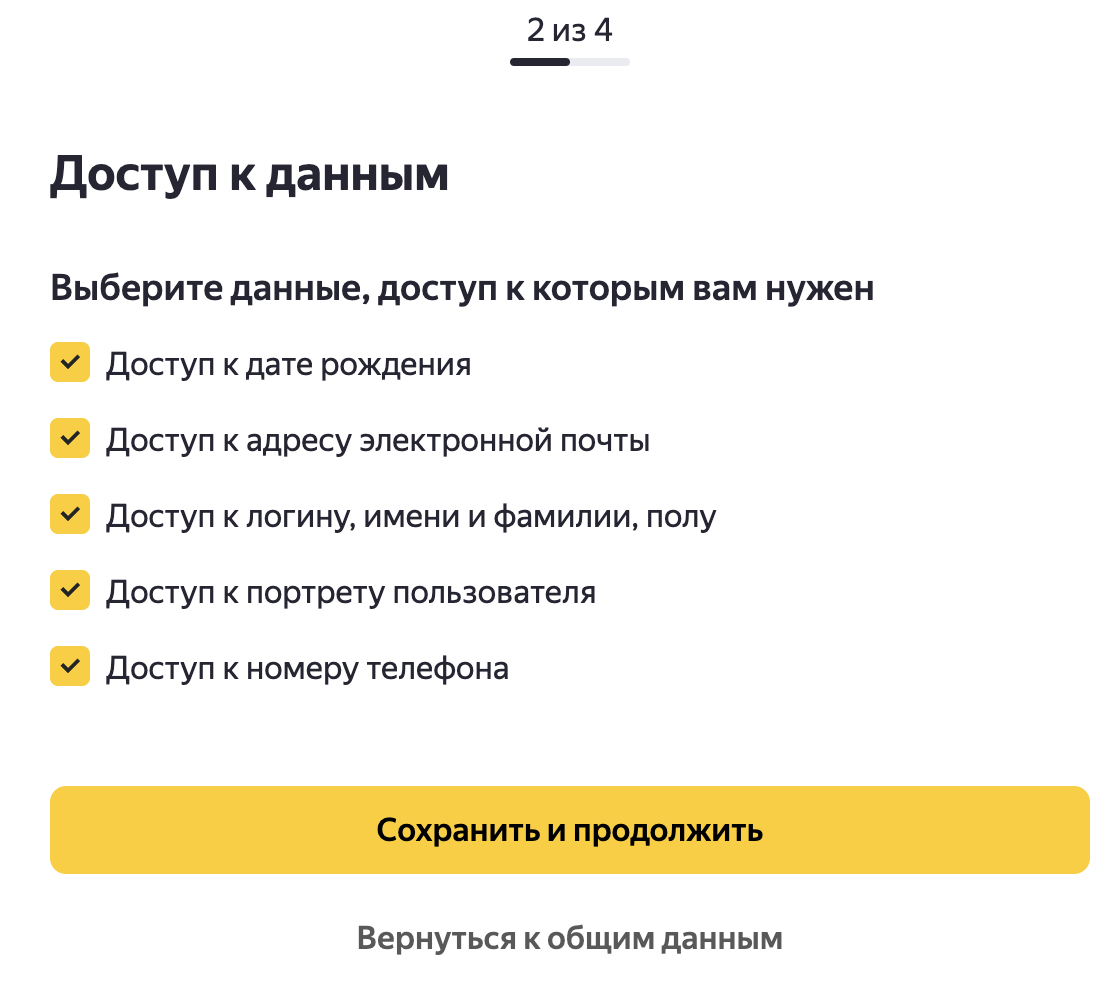 2 из 4
Доступ к данным
Выберите данные, доступ к которым вам нужен
Доступ к дате рождения
Доступ к адресу электронной почты
Доступ к логину, имени и фамилии, полу
Доступ к портрету пользователя
Доступ к номеру телефона
Сохранить и продолжить
Вернуться к общим данным